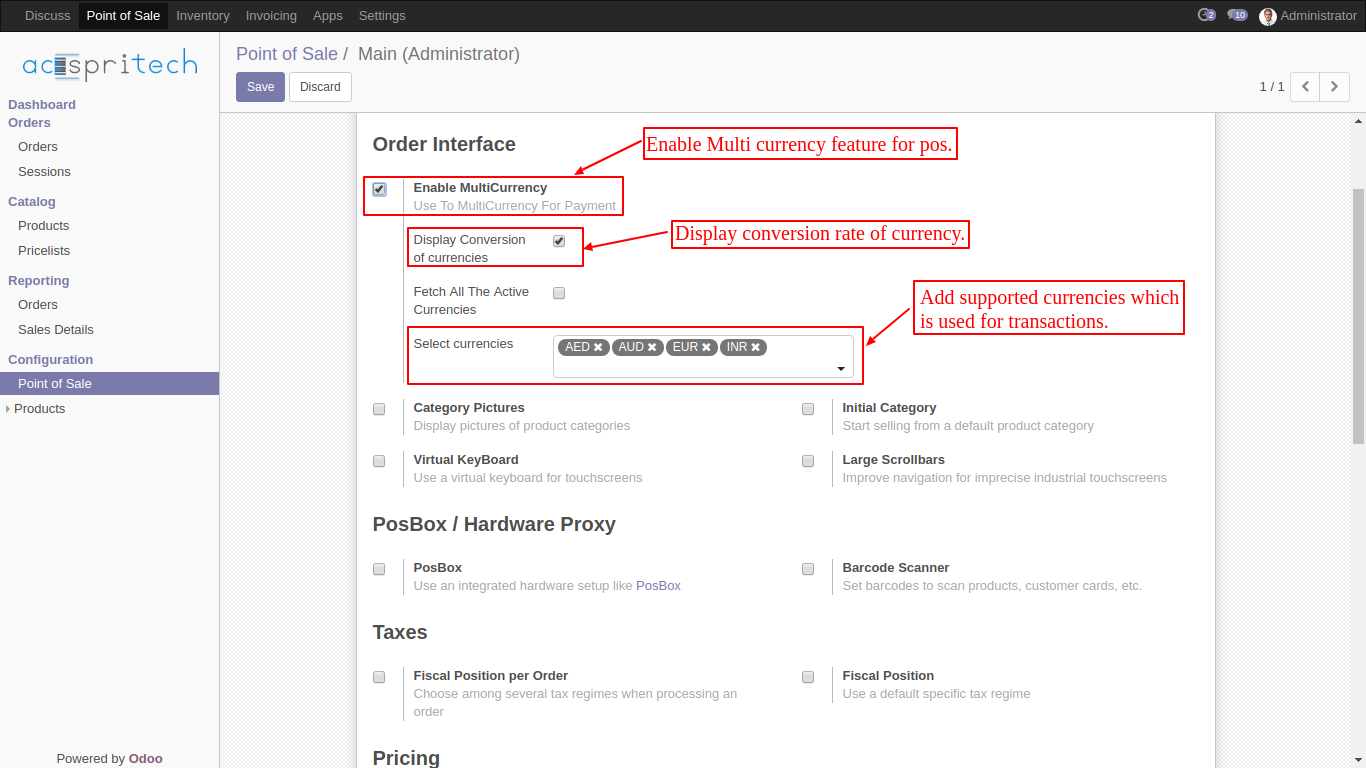 Discuss Point of Sale Inventory Invoicing Apps Settings 2 10 Administrator
acespritech
Dashboard
Orders
Orders
Sessions
Catalog
Products
Pricelists
Reporting
Orders
Sales Details
Configuration
Point of Sale
Products
Powered by Odoo
Point of Sale / Main (Administrator)
Save Discard
1 / 1
Order Interface
Enable Multi currency feature for pos.
Enable MultiCurrency
Use To MultiCurrency For Payment
Display Conversion
of currencies
Display conversion rate of currency.
Fetch All The Active
Currencies
Add supported currencies which
is used for transactions.
Select currencies
AED ✖ AUD ✖ EUR ✖ INR ✖
Category Pictures
Display pictures of product categories
Initial Category
Start selling from a default product category
Virtual KeyBoard
Use a virtual keyboard for touchscreens
Large Scrollbars
Improve navigation for imprecise industrial touchscreens
PosBox / Hardware Proxy
PosBox
Use an integrated hardware setup like PosBox
Barcode Scanner
Set barcodes to scan products, customer cards, etc.
Taxes
Fiscal Position per Order
Choose among several tax regimes when processing an
order
Fiscal Position
Use a default specific tax regime
Pricing